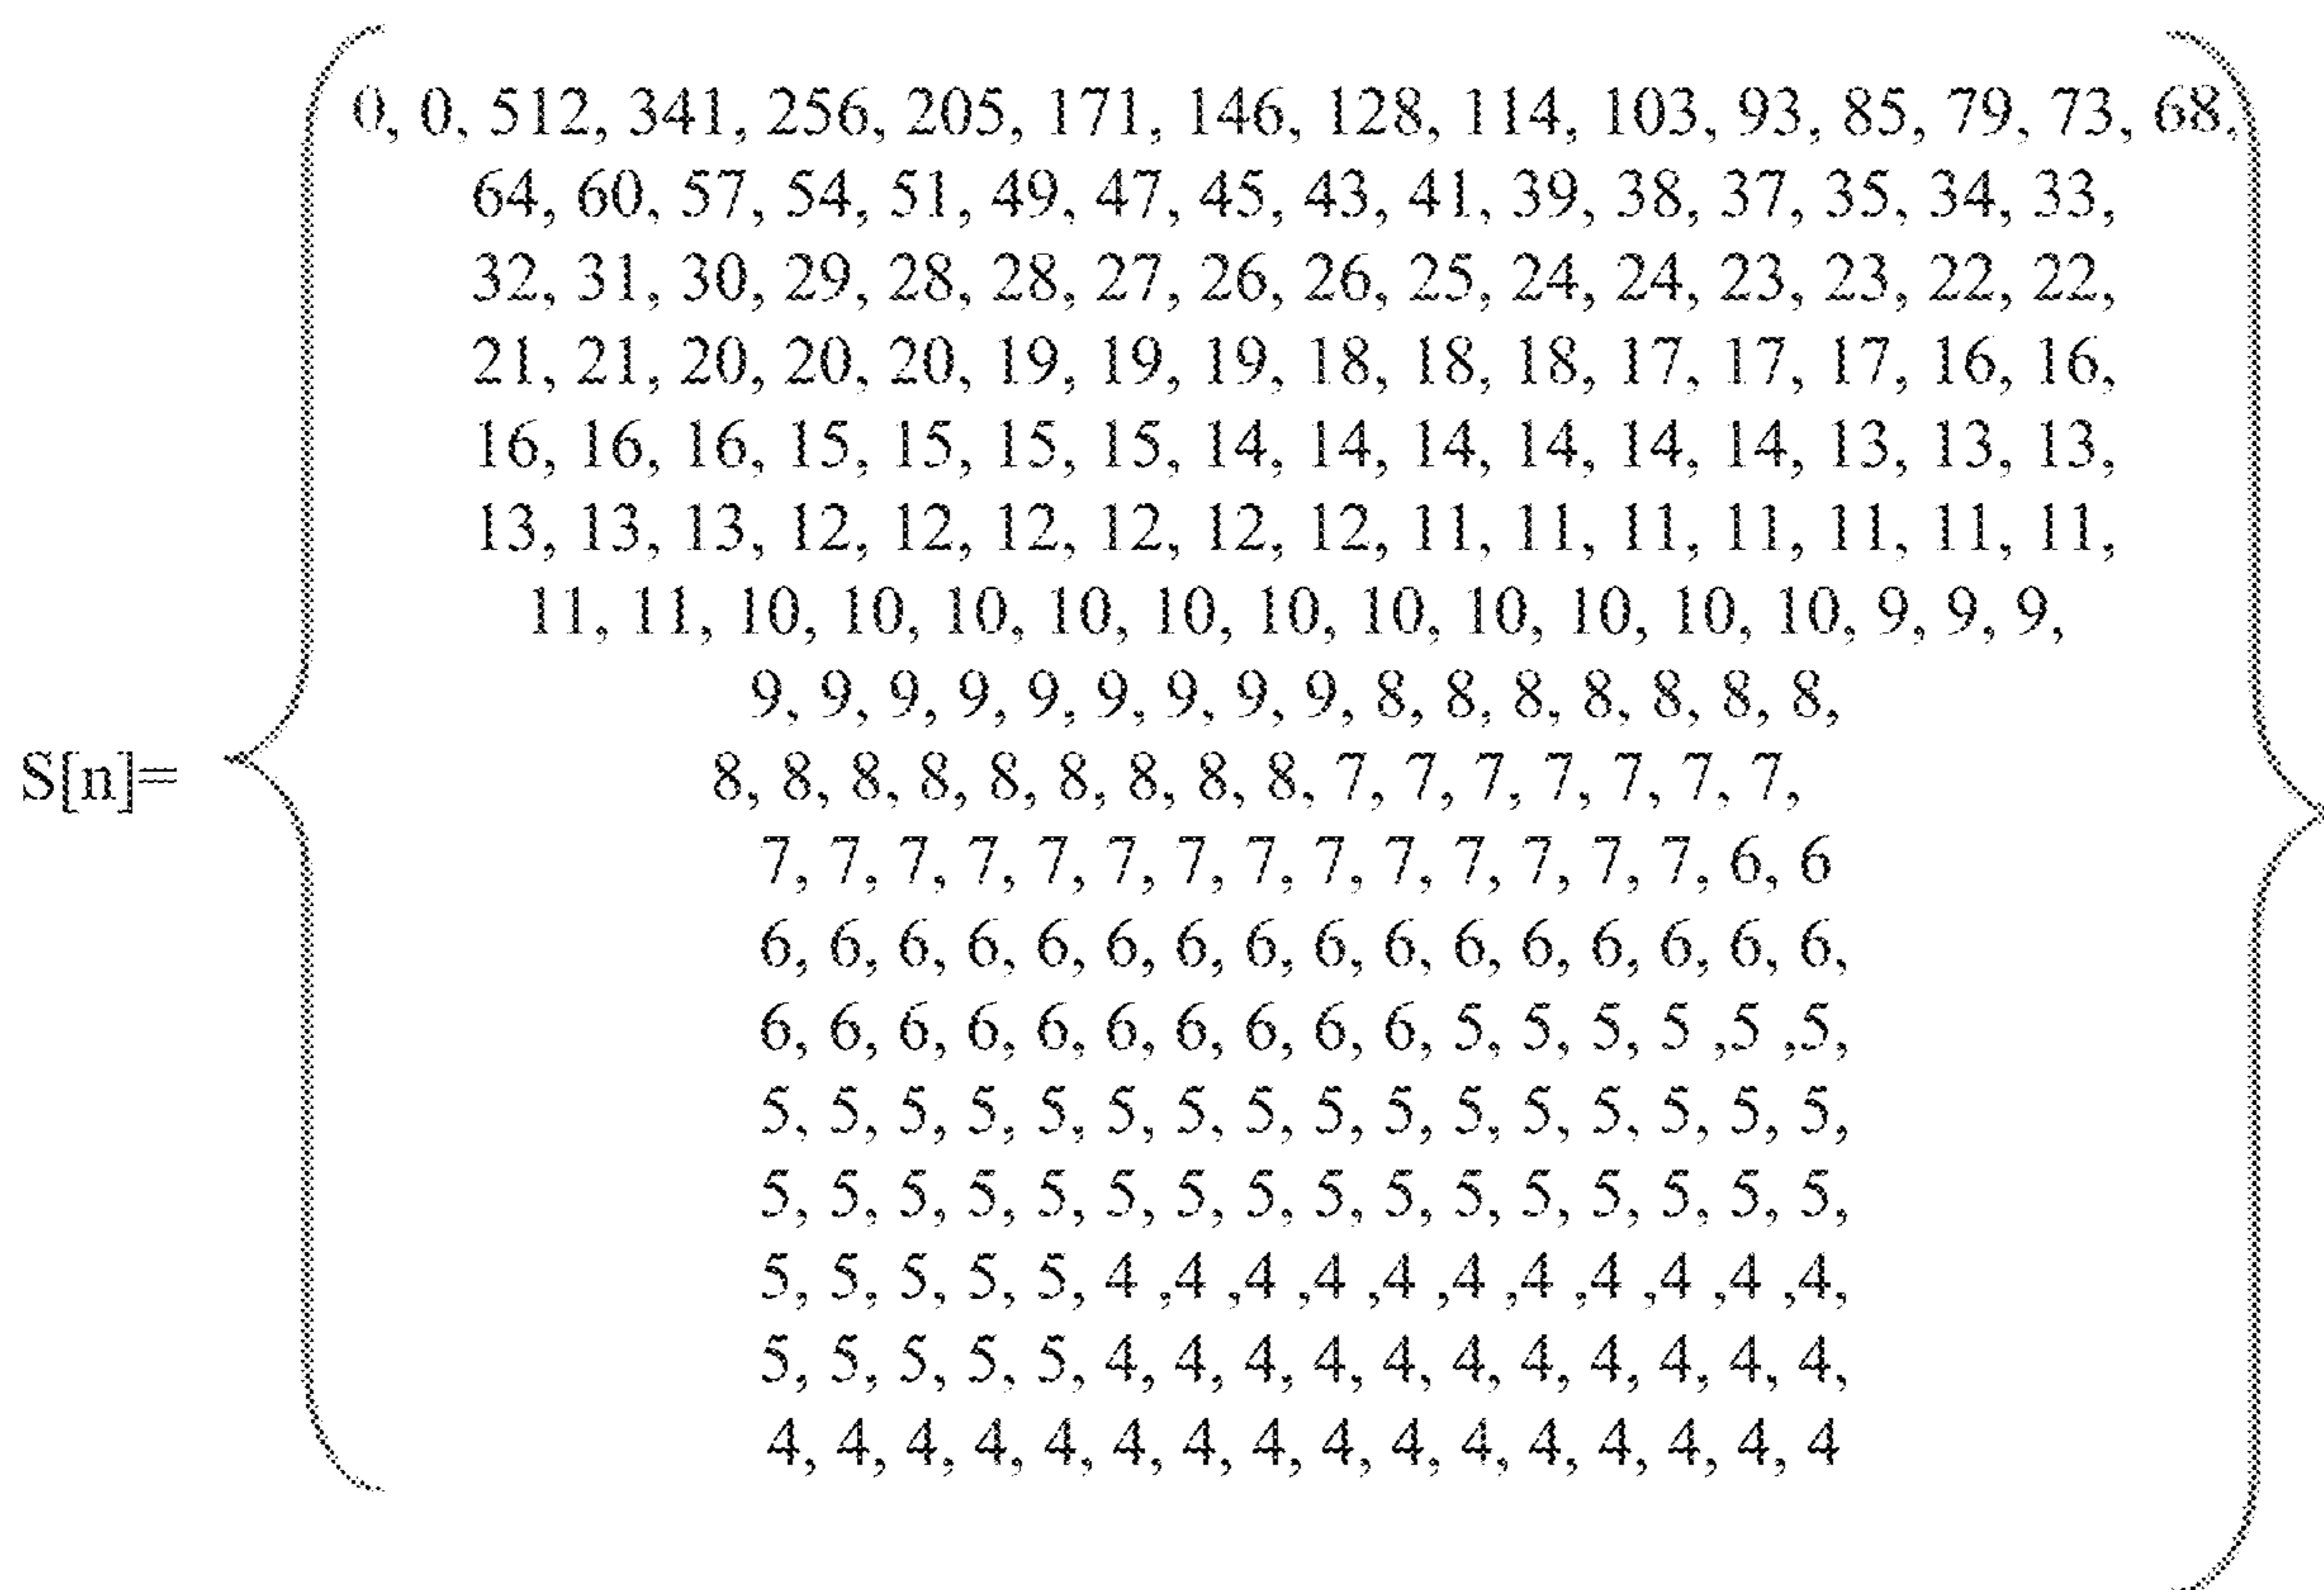 0, 0, 512, 341, 256, 205, 171, 146, 128, 114, 103, 93, 85, 79, 73, 68,
64, 60, 57, 54, 51, 49, 47, 45, 43, 41, 39, 38, 37, 35, 34, 33,
32, 31, 30, 29, 28, 28, 27, 26, 26, 25, 24, 24, 23, 23, 22, 22,
21, 21, 20, 20, 20, 19, 19, 19, 18, 18, 18, 17, 17, 17, 16, 16,
16, 16, 16, 15, 15, 15, 15, 14, 14, 14, 14, 14, 14, 13, 13, 13,
13, 13, 13, 12, 12, 12, 12, 12, 12, 11, 11, 11, 11, 11, 11, 11,
11, 11, 10, 10, 10, 10, 10, 10, 10, 10, 10, 10, 10, 9, 9, 9,
9, 9, 9, 9, 9, 9, 9, 9, 9, 8, 8, 8, 8, 8, 8, 8,
S[n]=
8, 8, 8, 8, 8, 8, 8, 8, 8, 7, 7, 7, 7, 7, 7, 7,
7, 7, 7, 7, 7, 7, 7, 7, 7, 7, 7, 7, 7, 7, 6, 6
6, 6, 6, 6, 6, 6, 6, 6, 6, 6, 6, 6, 6, 6, 6, 6,
6, 6, 6, 6, 6, 6, 6, 6, 6, 6, 5, 5, 5, 5 ,5 ,5,
5, 5, 5, 5, 5, 5, 5, 5, 5, 5, 5, 5, 5, 5, 5, 5,
5, 5, 5, 5, 5, 5, 5, 5, 5, 5, 5, 5, 5, 5, 5, 5,
5, 5, 5, 5, 5, 4 ,4 ,4 ,4 ,4 ,4 ,4 ,4 ,4 ,4 ,4,
5, 5, 5, 5, 5, 4, 4, 4, 4, 4, 4, 4, 4, 4, 4, 4,
4, 4, 4, 4, 4, 4, 4, 4, 4, 4, 4, 4, 4, 4, 4, 4